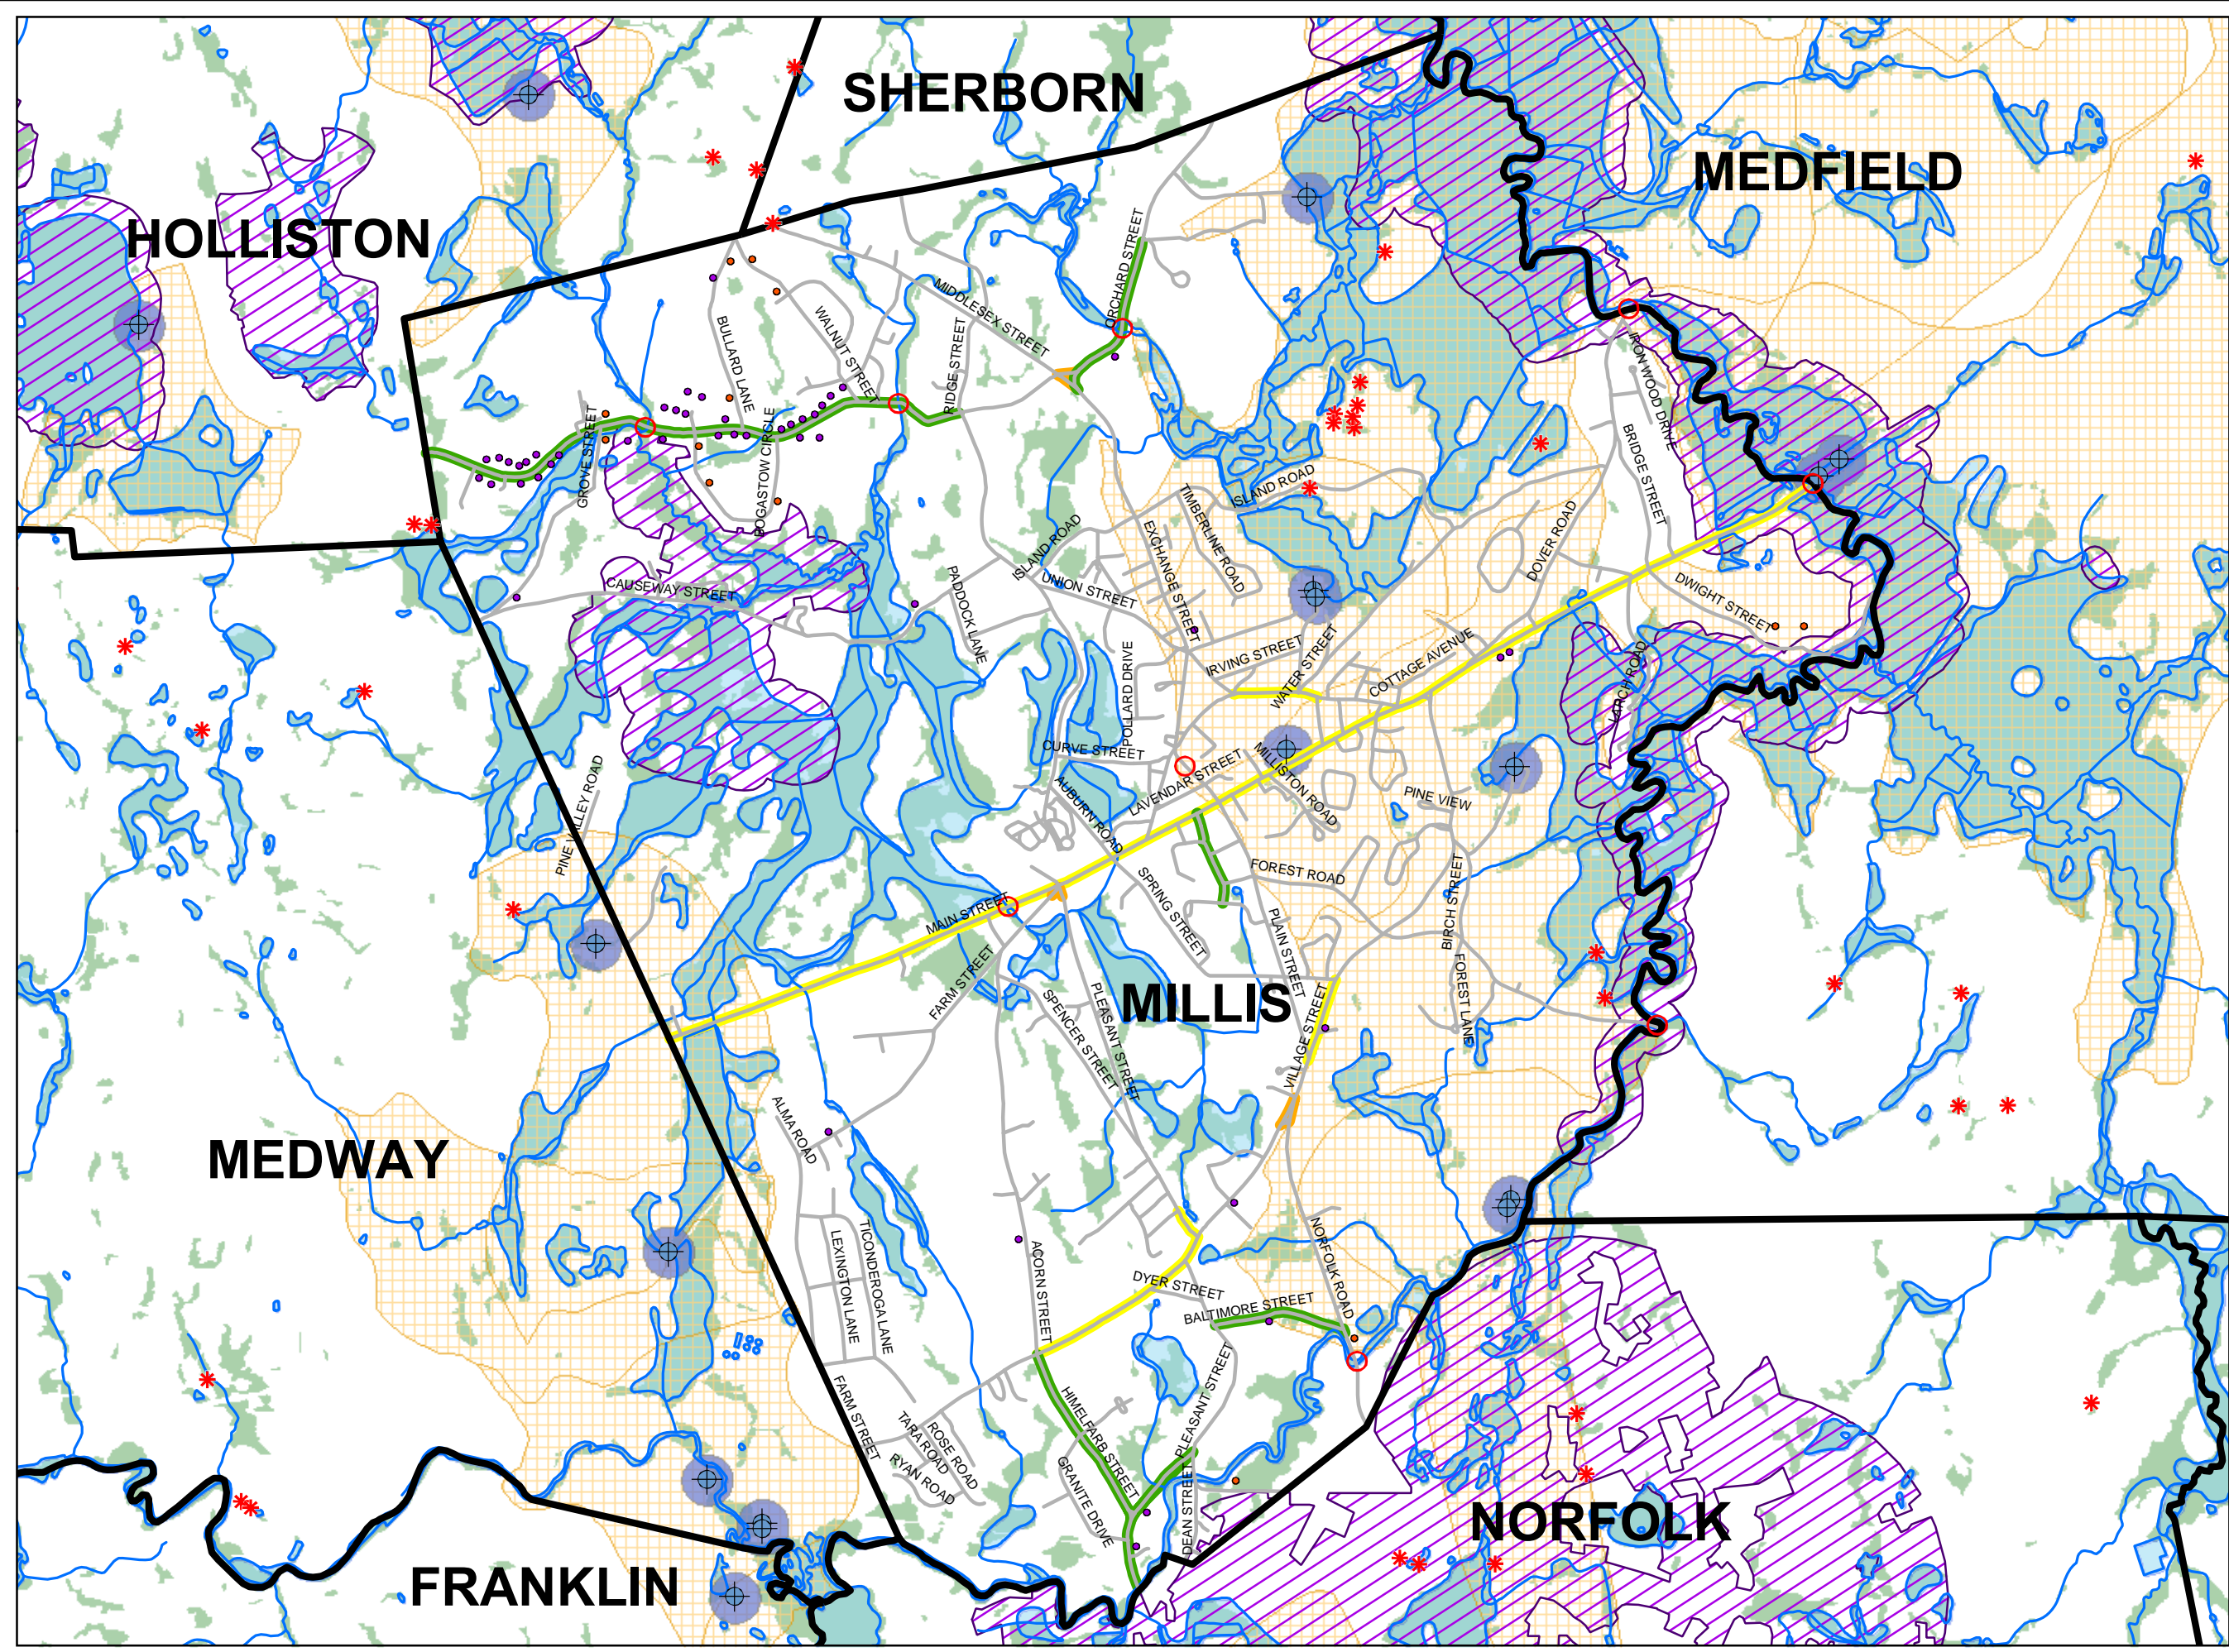 SHERBORN
MEDFIELD
HOLLISTON
ORCHARD STREET
MIDDLESEX STREET
WALNUT STREET
BULLARD LANE
RIDGE STREET
IRONWOOD DRIVE
BRIDGE STREET
GROVE STREET
BOGASTOW CIRCLE
ISLAND ROAD
TIMBERLINE ROAD
EXCHANGE STREET
DOVER ROAD
ISLAND ROAD
UNION STREET
PADDOCK LANE
CAUSEWAY STREET
DWIGHT STREET
IRVING STREET
WATER STREET
COTTAGE AVENUE
LARCH ROAD
POLLARD DRIVE
CURVE STREET
LAVENDAR STREET
MILLISTON ROAD
PINE VIEW
PINE VALLEY ROAD
AUBURN ROAD
FOREST ROAD
SPRING STREET
BIRCH STREET
MAIN STREET
PLAIN STREET
FARM STREET
FOREST LANE
MILLIS
SPENCER STREET
PLEASANT STREET
VILLAGE STREET
MEDWAY
ALMA ROAD
LEXINGTON LANE
TICONDEROGA LANE
ACORN STREET
NORFOLK ROAD
DYER STREET
BALTIMORE STREET
FARM STREET
HIMELFARB STREET
PLEASANT STREET
TARA ROAD
ROSE ROAD
RYAN ROAD
GRANITE DRIVE
DEAN STREET
NORFOLK
FRANKLIN